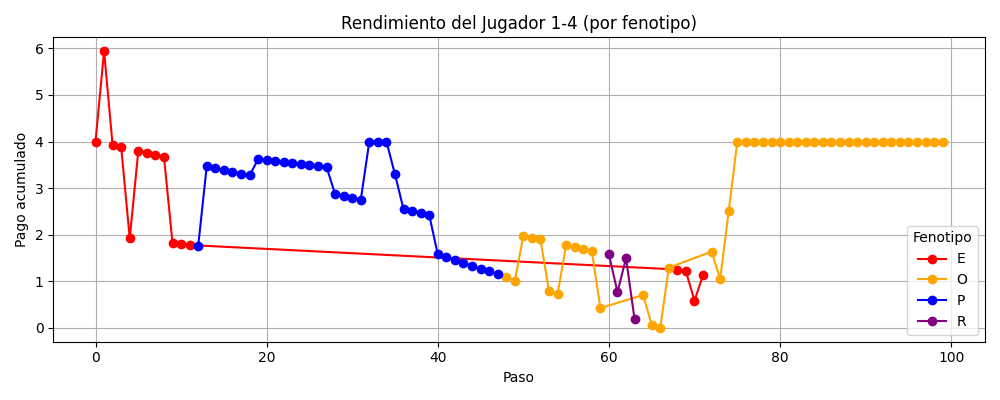 Rendimiento del Jugador 1-4 (por fenotipo)
Pago acumulado
6
5
4
3
2
1
0
0 20 40 60 80 100
Paso
Fenotipo
E
O
P
R